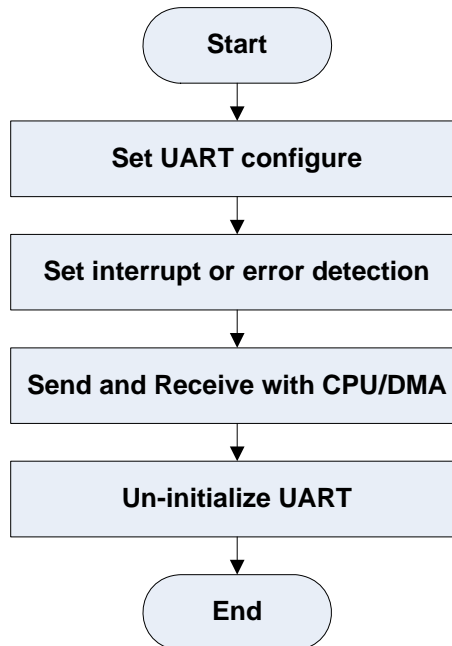 Start
Set UART configure
Set interrupt or error detection
Send and Receive with CPU/DMA
Un-initialize UART
End